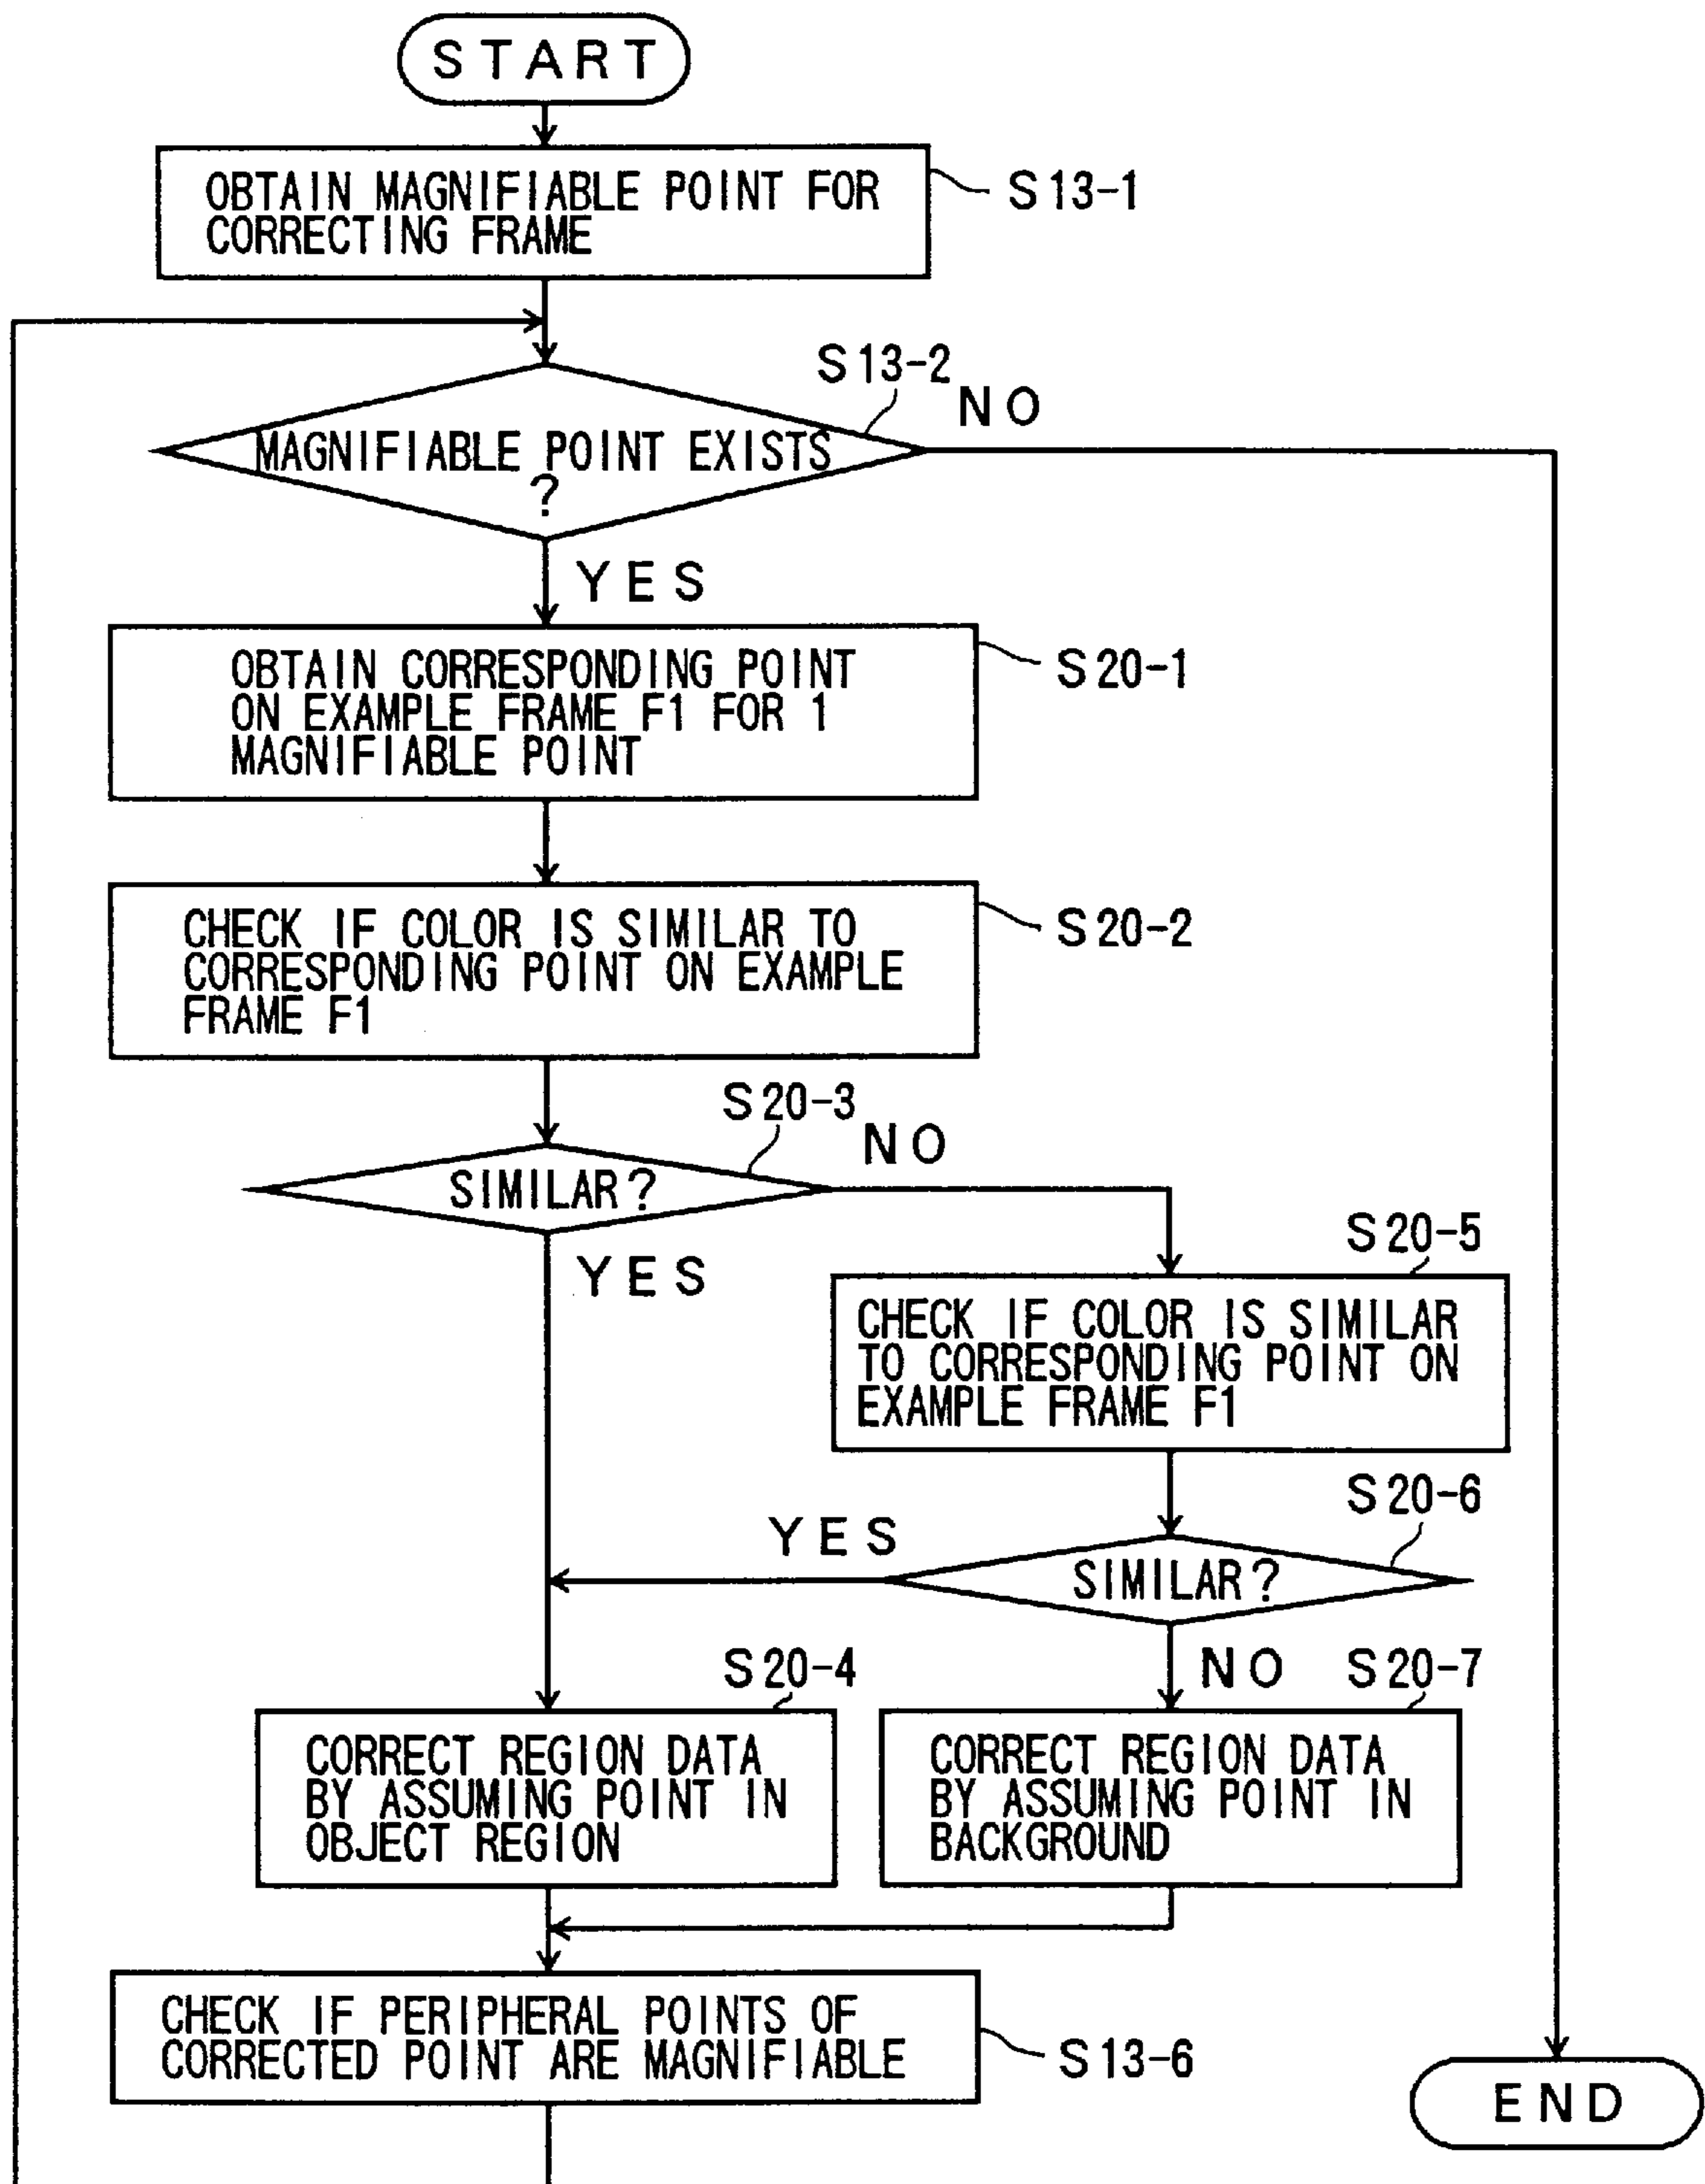 START
OBTAIN MAGNIFIABLE POINT FOR
CORRECTING FRAME
S13-1
S13-2
NO
MAGNIFIABLE POINT EXISTS
?
YES
OBTAIN CORRESPONDING POINT
ON EXAMPLE FRAME F1 FOR 1
MAGNIFIABLE POINT
S20-1
CHECK IF COLOR IS SIMILAR TO
CORRESPONDING POINT ON EXAMPLE
FRAME F1
S20-2
S20-3
NO
SIMILAR?
YES
S20-5
CHECK IF COLOR IS SIMILAR
TO CORRESPONDING POINT ON
EXAMPLE FRAME F1
S20-6
YES
SIMILAR?
NO
S20-4
S20-7
CORRECT REGION DATA
BY ASSUMING POINT IN
OBJECT REGION
CORRECT REGION DATA
BY ASSUMING POINT IN
BACKGROUND
CHECK IF PERIPHERAL POINTS OF
CORRECTED POINT ARE MAGNIFIABLE
S13-6
END